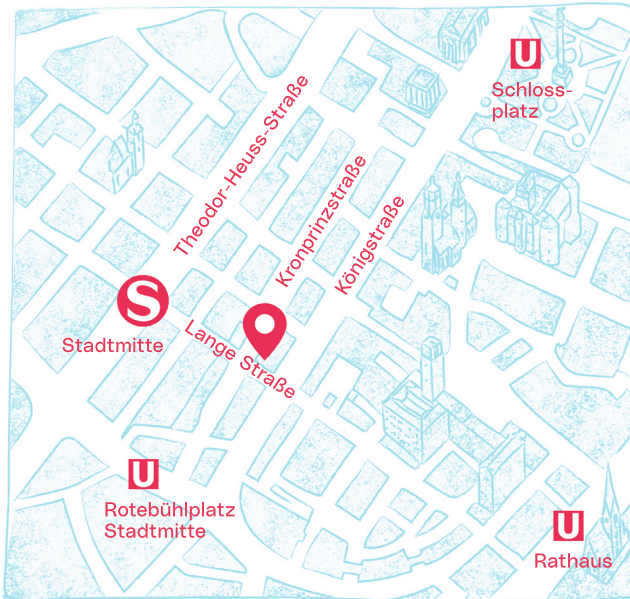 U
Schloss-
platz
Theodor-Heuss-Straße
Kronprinzstraße
Königstraße
S
Stadtmitte
Lange Straße
U
Rotebühlplatz
Stadtmitte
U
Rathaus